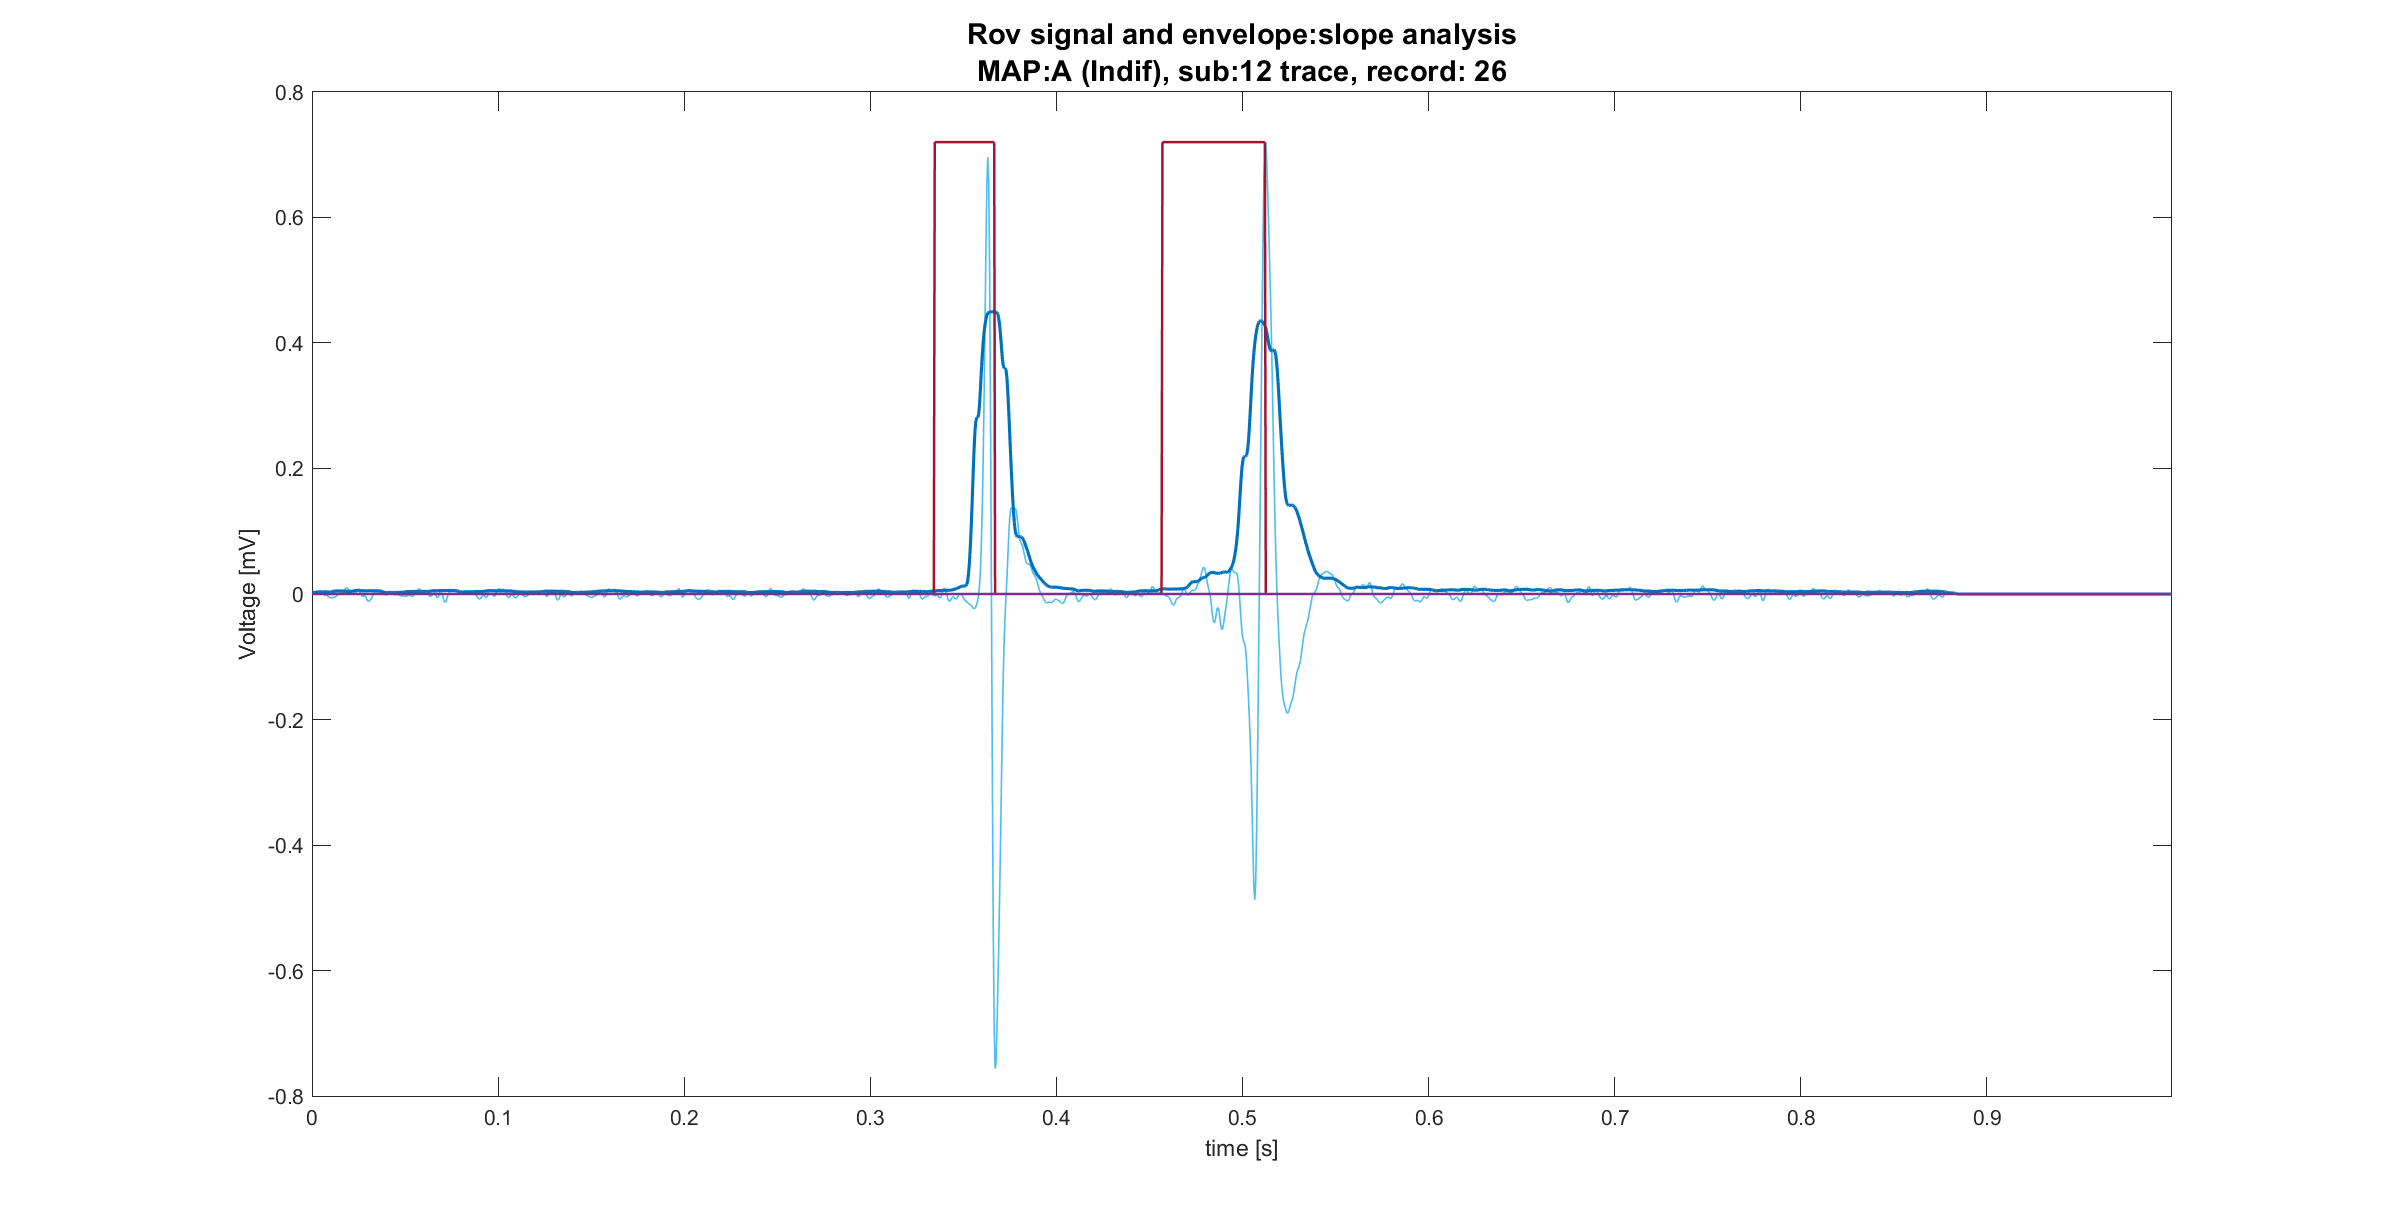 Rov signal and envelope:slope analysis
MAP:A (Indif), sub:12 trace, record: 26
0.8
0.6
0.4
0.2
0
-0.2
-0.4
-0.6
-0.8
Voltage [mV]
0 0.1 0.2 0.3 0.4 0.5 0.6 0.7 0.8 0.9
time [s]